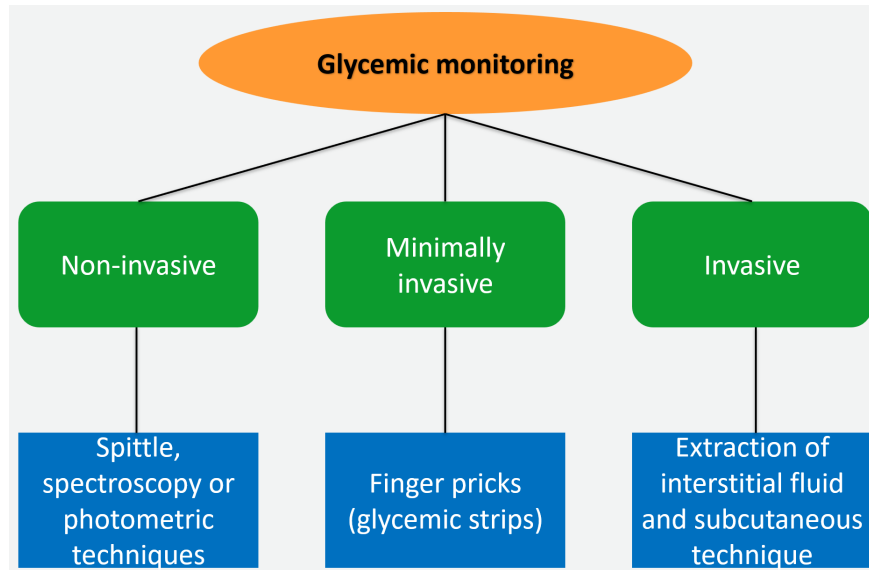 Glycemic monitoring
Non-invasive
Minimally
invasive
Invasive
Spittle,
spectroscopy or
photometric
techniques
Finger pricks
(glycemic strips)
Extraction of
interstitial fluid
and subcutaneous
technique